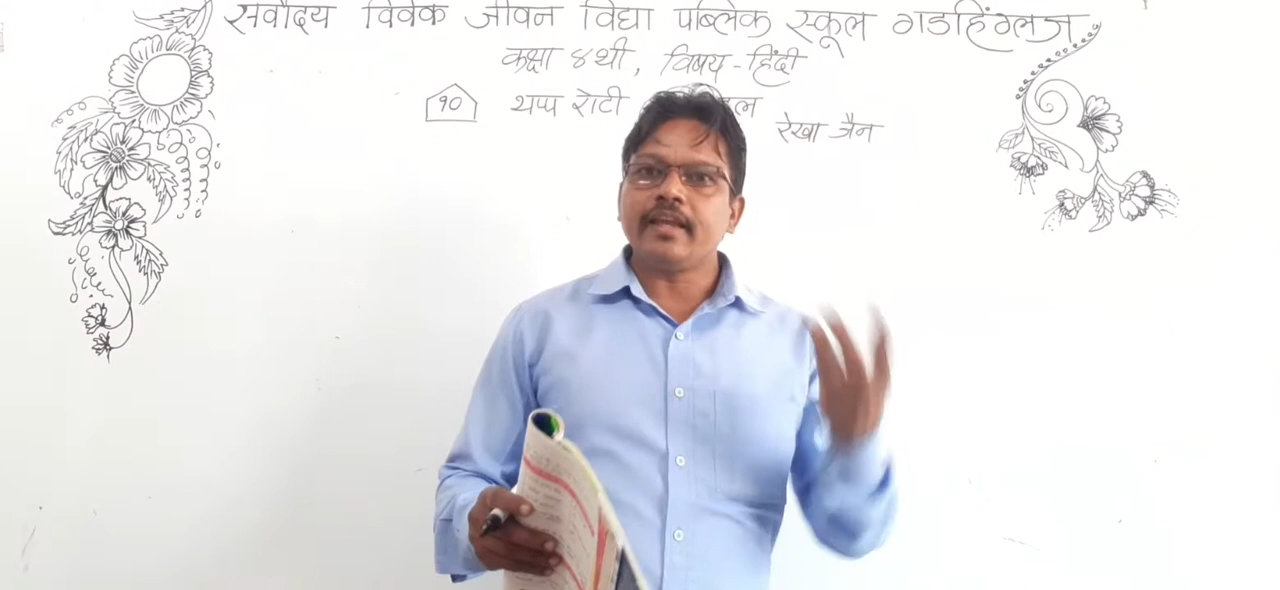 सर्वोदय विवेक जीवन विद्या पब्लिक स्कूल गडहिंग्लज
कक्षा ४थी, विषय-हिंदी
१० थप्प रोटी
रेखा जैन